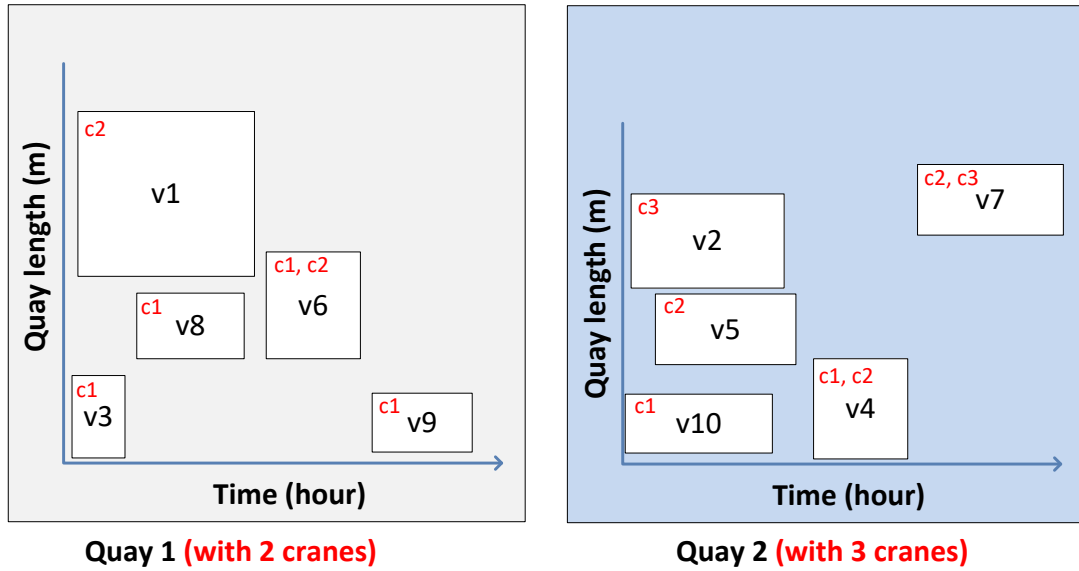 Quay length (m)
c2
v1
c1
v8
c1, c2
v6
c1
v3
c1
v9
Time (hour)
Quay 1 (with 2 cranes)
Quay length (m)
c2, c3
v7
c3
v2
c2
v5
c1, c2
v4
c1
v10
Time (hour)
Quay 2 (with 3 cranes)